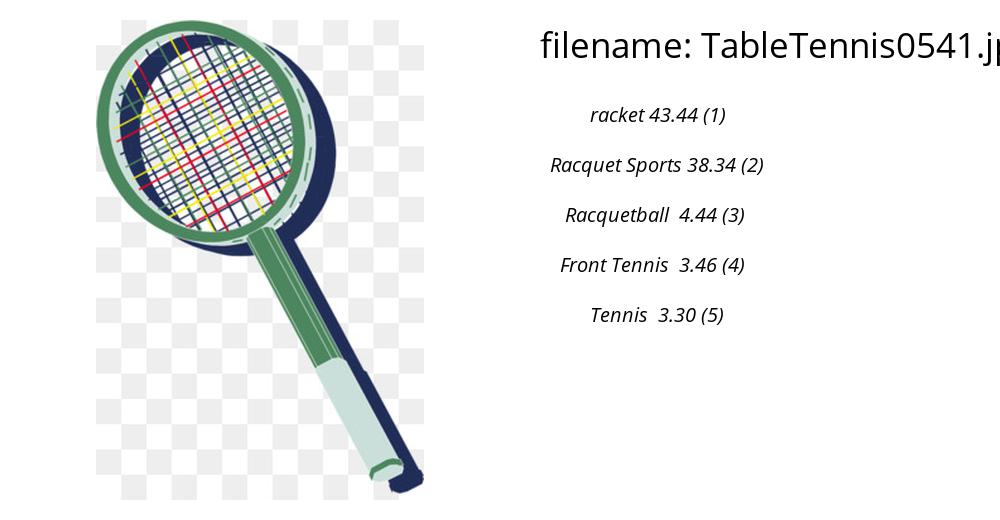 filename: TableTennis0541.j
racket 43.44 (1)
Racquet Sports 38.34 (2)
Racquetball 4.44 (3)
Front Tennis 3.46 (4)
Tennis 3.30 (5)